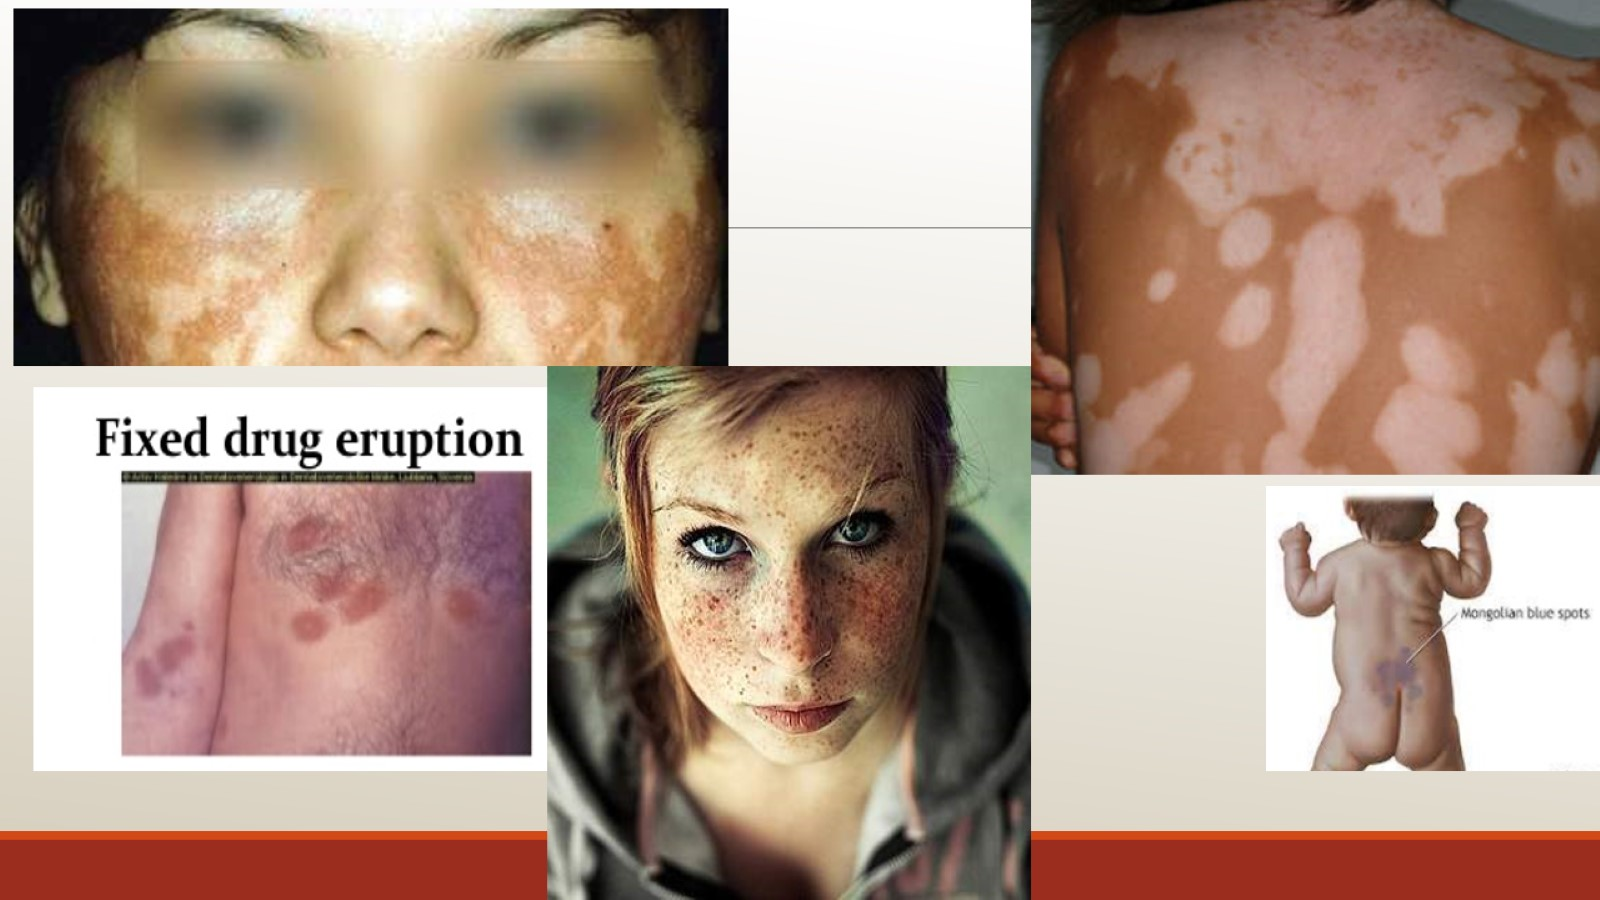 Fixed drug eruption
Mongolian blue spots